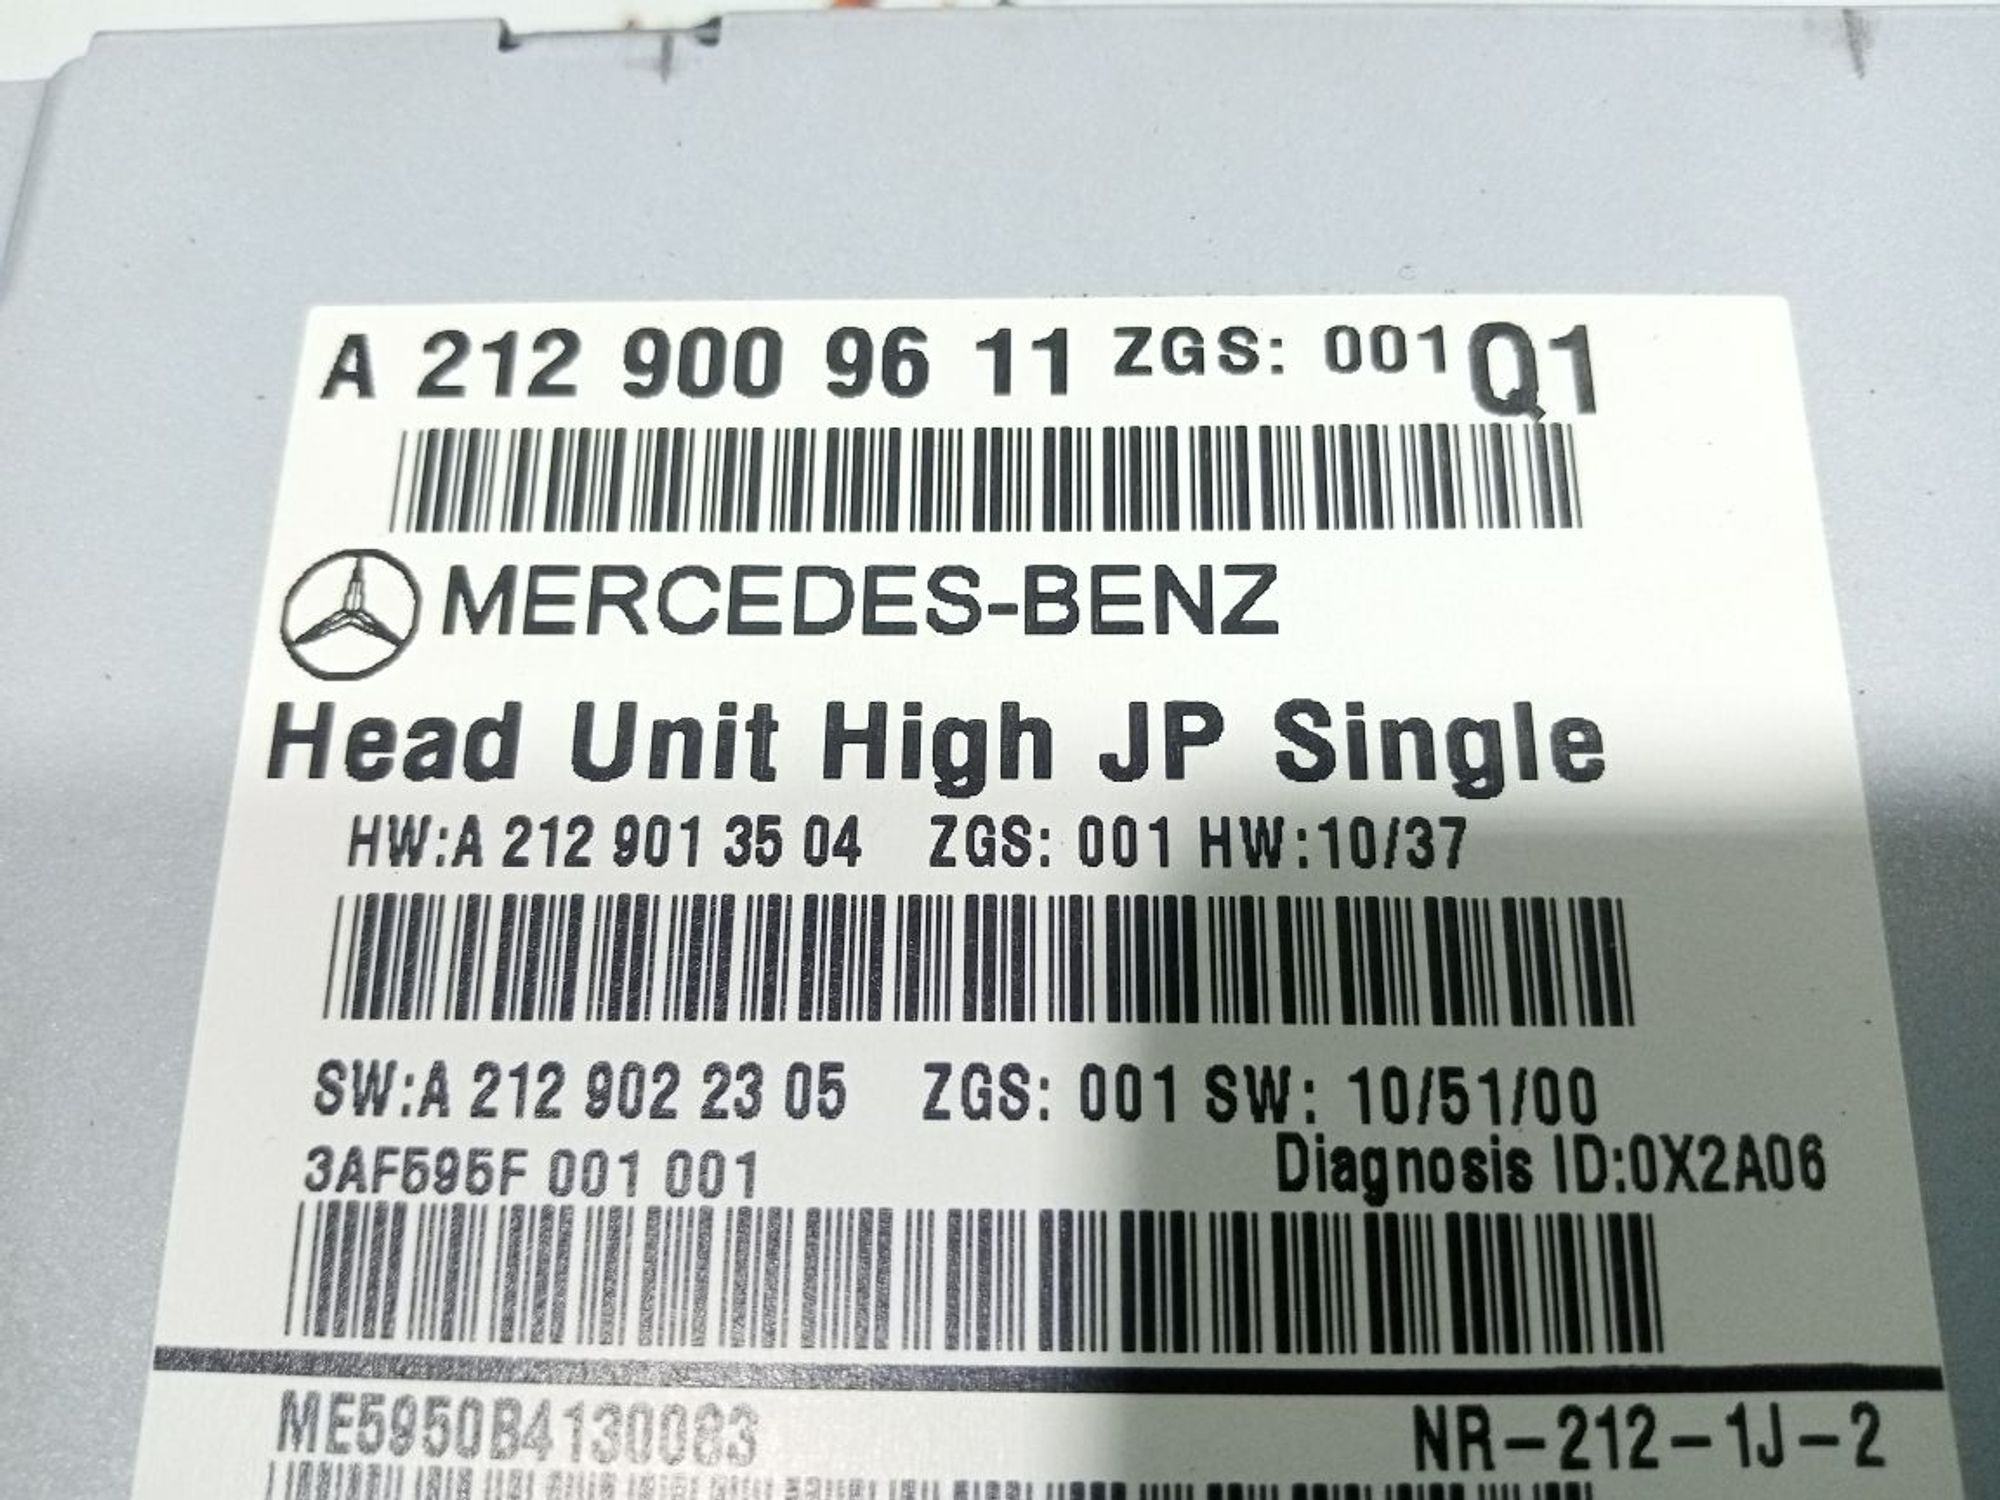 A 212 900 96 11 ZGS: 001 Q1
MERCEDES-BENZ
Head Unit High JP Single
HW:A 212 901 35 04 ZGS: 001 HW:10/37
SW:A 212 902 23 05 ZGS: 001 SW: 10/51/00
3AF595F 001 001 Diagnosis ID:0X2A06
ME5950B4130083 NR-212-1J-2